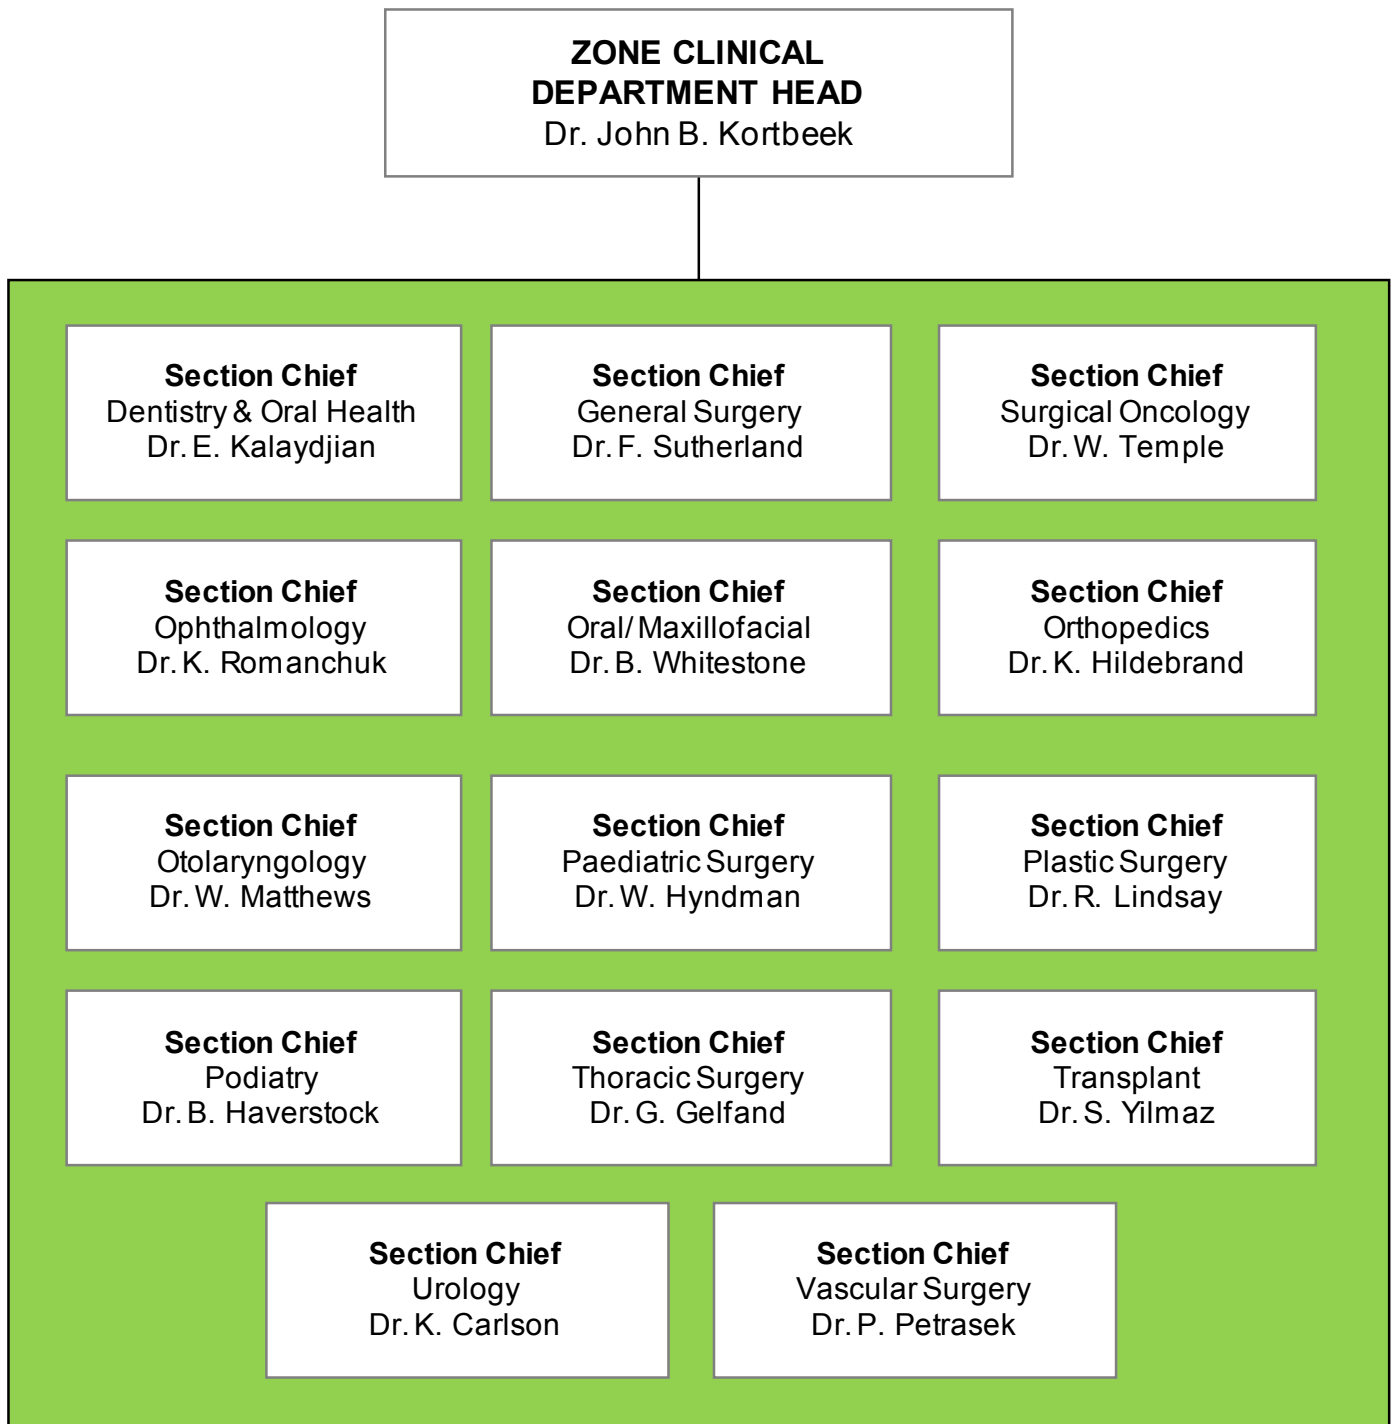 ZONE CLINICAL
DEPARTMENT HEAD
Dr. John B. Kortbeek
Section Chief
Dentistry & Oral Health
Dr. E. Kalaydjian
Section Chief
General Surgery
Dr. F. Sutherland
Section Chief
Surgical Oncology
Dr. W. Temple
Section Chief
Ophthalmology
Dr. K. Romanchuk
Section Chief
Oral/ Maxillofacial
Dr. B. Whitestone
Section Chief
Orthopedics
Dr. K. Hildebrand
Section Chief
Otolaryngology
Dr. W. Matthews
Section Chief
Paediatric Surgery
Dr. W. Hyndman
Section Chief
Plastic Surgery
Dr. R. Lindsay
Section Chief
Podiatry
Dr. B. Haverstock
Section Chief
Thoracic Surgery
Dr. G. Gelfand
Section Chief
Transplant
Dr. S. Yilmaz
Section Chief
Urology
Dr. K. Carlson
Section Chief
Vascular Surgery
Dr. P. Petrasek